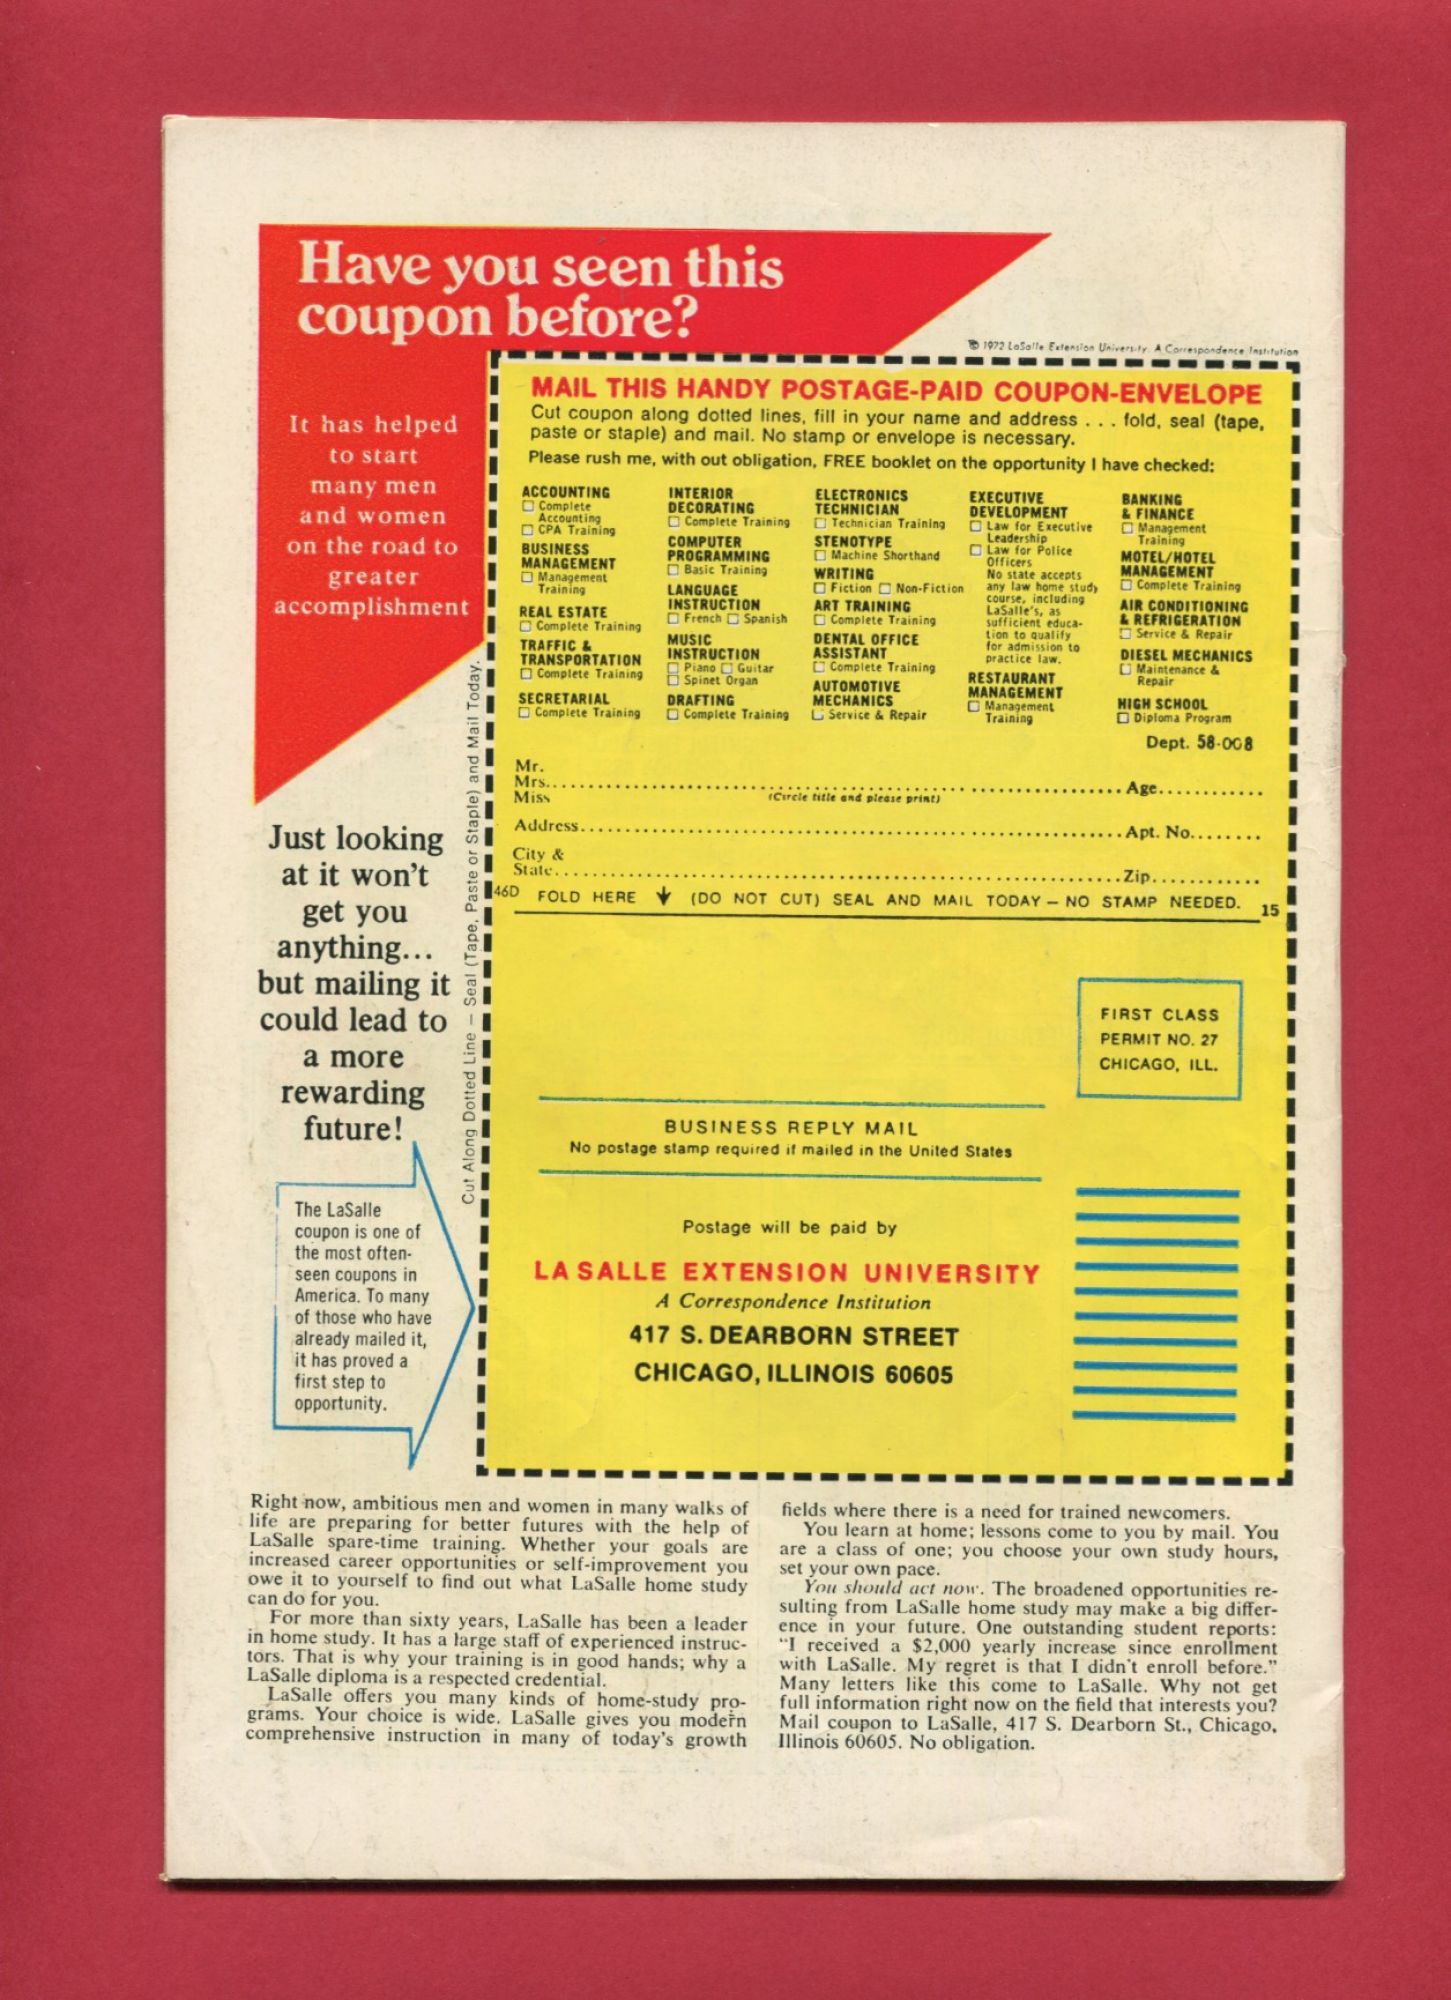 Have you seen this
coupon before?
© 1972 LaSalle Extension University. A Correspondence Institution
It has helped
to start
many men
and women
on the road to
greater
accomplishment
Just looking
at it won't
get you
anything...
but mailing it
could lead to
a more
rewarding
future!
The LaSalle
coupon is one of
the most often-
seen coupons in
America. To many
of those who have
already mailed it,
it has proved a
first step to
opportunity.
Cut Along Dotted Line — Seal (Tape, Paste or Staple) and Mail Today.
MAIL THIS HANDY POSTAGE-PAID COUPON-ENVELOPE
Cut coupon along dotted lines, fill in your name and address . . . fold, seal (tape,
paste or staple) and mail. No stamp or envelope is necessary.
Please rush me, with out obligation, FREE booklet on the opportunity I have checked:
ACCOUNTING
☐ Complete
Accounting
☐ CPA Training
BUSINESS
MANAGEMENT
☐ Management
Training
REAL ESTATE
☐ Complete Training
TRAFFIC &
TRANSPORTATION
☐ Complete Training
SECRETARIAL
☐ Complete Training
INTERIOR
DECORATING
☐ Complete Training
COMPUTER
PROGRAMMING
☐ Basic Training
LANGUAGE
INSTRUCTION
☐ French ☐ Spanish
MUSIC
INSTRUCTION
☐ Piano ☐ Guitar
☐ Spinet Organ
DRAFTING
☐ Complete Training
ELECTRONICS
TECHNICIAN
☐ Technician Training
STENOTYPE
☐ Machine Shorthand
WRITING
☐ Fiction ☐ Non-Fiction
ART TRAINING
☐ Complete Training
DENTAL OFFICE
ASSISTANT
☐ Complete Training
AUTOMOTIVE
MECHANICS
☐ Service & Repair
EXECUTIVE
DEVELOPMENT
☐ Law for Executive
Leadership
☐ Law for Police
Officers
No state accepts
any law home study
course, including
LaSalle's, as
sufficient educa-
tion to qualify
for admission to
practice law.
RESTAURANT
MANAGEMENT
☐ Management
Training
BANKING
& FINANCE
☐ Management
Training
MOTEL/HOTEL
MANAGEMENT
☐ Complete Training
AIR CONDITIONING
& REFRIGERATION
☐ Service & Repair
DIESEL MECHANICS
☐ Maintenance &
Repair
HIGH SCHOOL
☐ Diploma Program
Dept. 58-008
Mr.
Mrs. Age
Miss (Circle title and please print)
Address Apt. No.
City &
State Zip
46D FOLD HERE ↓ (DO NOT CUT) SEAL AND MAIL TODAY — NO STAMP NEEDED. 15
FIRST CLASS
PERMIT NO. 27
CHICAGO, ILL.
BUSINESS REPLY MAIL
No postage stamp required if mailed in the United States
Postage will be paid by
LA SALLE EXTENSION UNIVERSITY
A Correspondence Institution
417 S. DEARBORN STREET
CHICAGO, ILLINOIS 60605
Right now, ambitious men and women in many walks of
life are preparing for better futures with the help of
LaSalle spare-time training. Whether your goals are
increased career opportunities or self-improvement you
owe it to yourself to find out what LaSalle home study
can do for you.
For more than sixty years, LaSalle has been a leader
in home study. It has a large staff of experienced instruc-
tors. That is why your training is in good hands; why a
LaSalle diploma is a respected credential.
LaSalle offers you many kinds of home-study pro-
grams. Your choice is wide. LaSalle gives you modern
comprehensive instruction in many of today's growth
fields where there is a need for trained newcomers.
You learn at home; lessons come to you by mail. You
are a class of one; you choose your own study hours,
set your own pace.
You should act now. The broadened opportunities re-
sulting from LaSalle home study may make a big differ-
ence in your future. One outstanding student reports:
"I received a $2,000 yearly increase since enrollment
with LaSalle. My regret is that I didn't enroll before."
Many letters like this come to LaSalle. Why not get
full information right now on the field that interests you?
Mail coupon to LaSalle, 417 S. Dearborn St., Chicago,
Illinois 60605. No obligation.